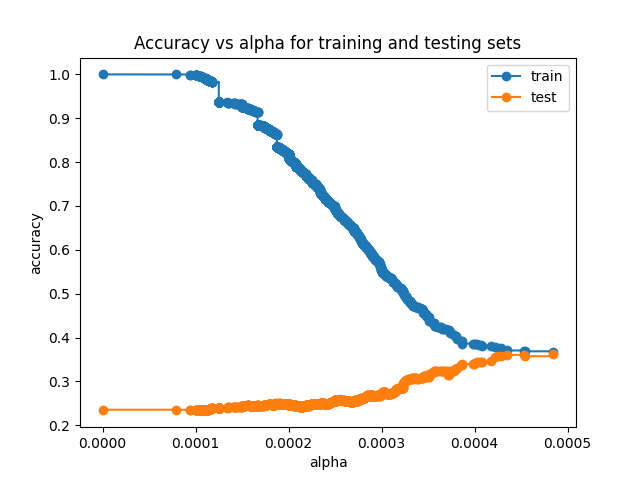 Accuracy vs alpha for training and testing sets
train
test
1.0
0.9
0.8
0.7
0.6
0.5
0.4
0.3
0.2
accuracy
0.0000 0.0001 0.0002 0.0003 0.0004 0.0005
alpha